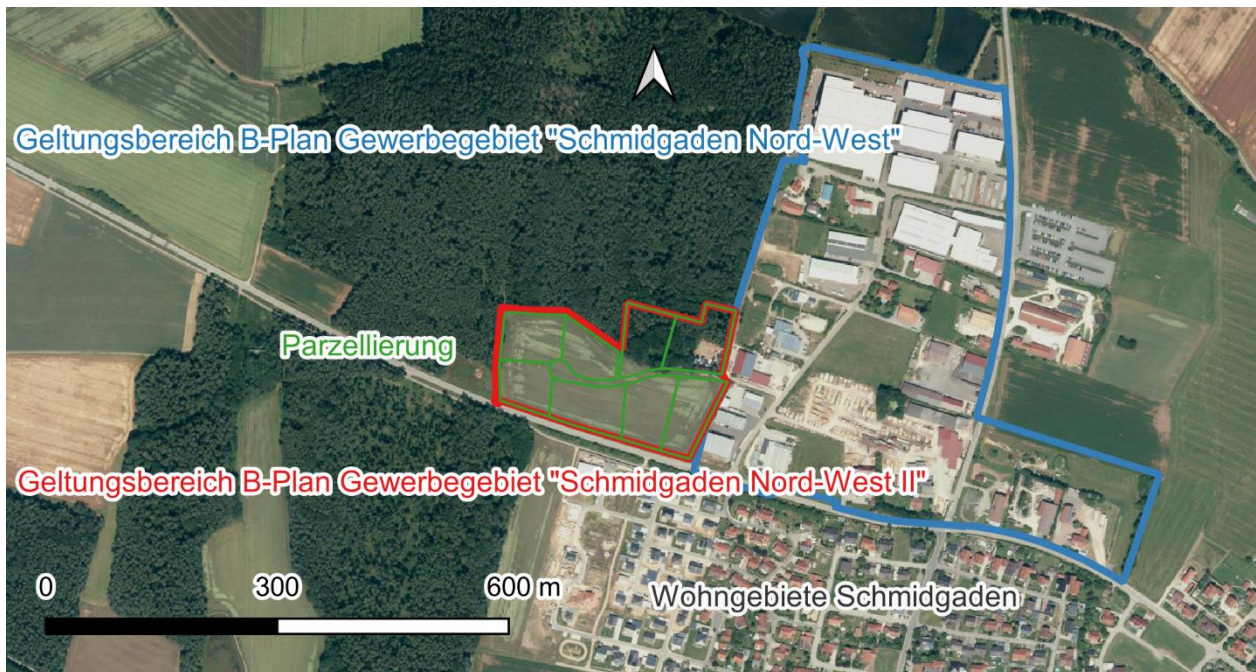 Geltungsbereich B-Plan Gewerbegebiet "Schmidgaden Nord-West"
Parzellierung
Geltungsbereich B-Plan Gewerbegebiet "Schmidgaden Nord-West II"
0 300 600 m
Wohngebiete Schmidgaden